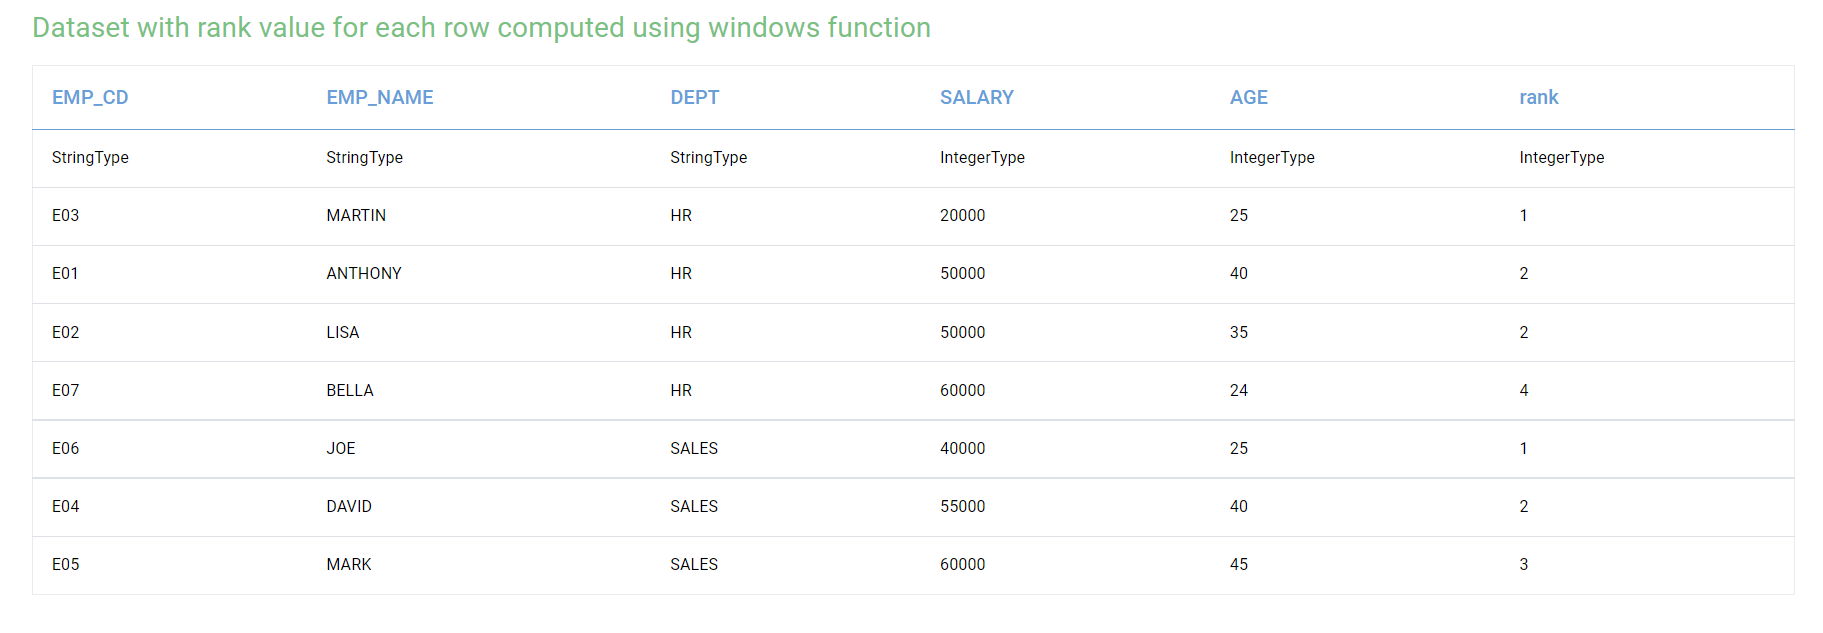 Dataset with rank value for each row computed using windows function
EMP_CD EMP_NAME DEPT SALARY AGE rank
StringType StringType StringType IntegerType IntegerType IntegerType
E03 MARTIN HR 20000 25 1
E01 ANTHONY HR 50000 40 2
E02 LISA HR 50000 35 2
E07 BELLA HR 60000 24 4
E06 JOE SALES 40000 25 1
E04 DAVID SALES 55000 40 2
E05 MARK SALES 60000 45 3